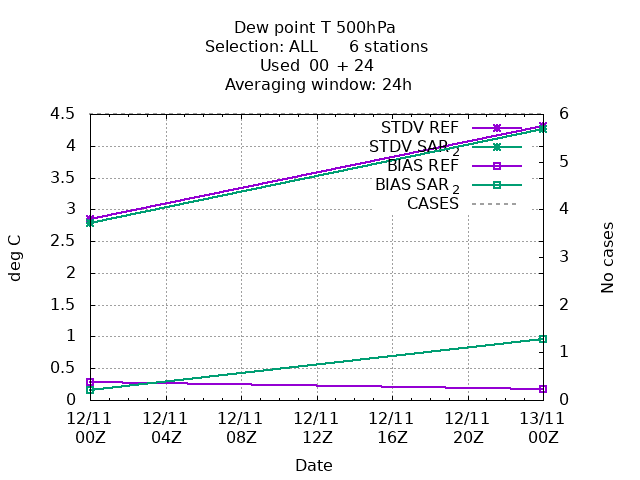 Dew point T 500hPa
Selection: ALL 6 stations
Used 00 + 24
Averaging window: 24h
4.5
4
3.5
3
2.5
2
1.5
1
0.5
0
deg C
6
5
4
3
2
1
0
No cases
STDV REF
STDV SAR2
BIAS REF
BIAS SAR2
CASES
12/11 12/11 12/11 12/11 12/11 12/11 13/11
00Z 04Z 08Z 12Z 16Z 20Z 00Z
Date